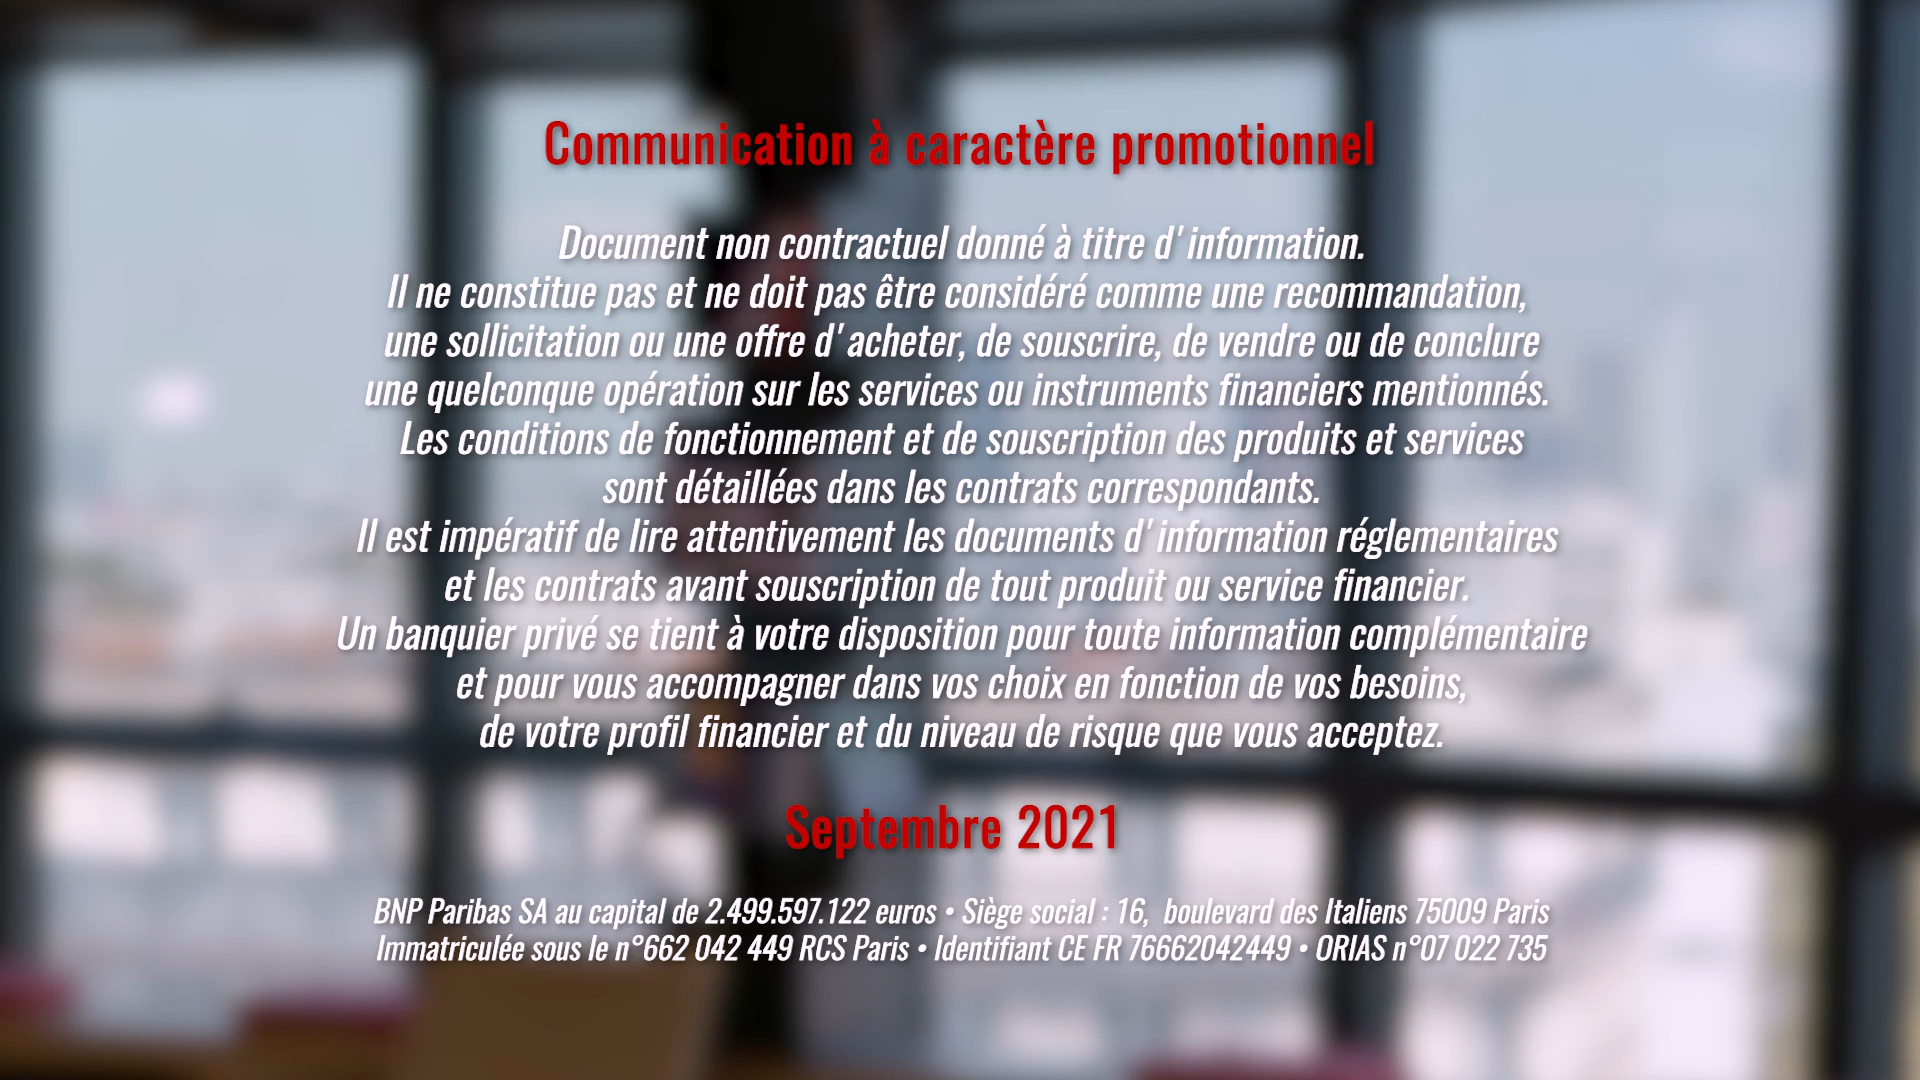 Communication à caractère promotionnel
Document non contractuel donné à titre d'information.
Il ne constitue pas et ne doit pas être considéré comme une recommandation,
une sollicitation ou une offre d'acheter, de souscrire, de vendre ou de conclure
une quelconque opération sur les services ou instruments financiers mentionnés.
Les conditions de fonctionnement et de souscription des produits et services
sont détaillées dans les contrats correspondants.
Il est impératif de lire attentivement les documents d'information réglementaires
et les contrats avant souscription de tout produit ou service financier.
Un banquier privé se tient à votre disposition pour toute information complémentaire
et pour vous accompagner dans vos choix en fonction de vos besoins,
de votre profil financier et du niveau de risque que vous acceptez.
Septembre 2021
BNP Paribas SA au capital de 2.499.597.122 euros • Siège social : 16, boulevard des Italiens 75009 Paris
Immatriculée sous le n°662 042 449 RCS Paris • Identifiant CE FR 76662042449 • ORIAS n°07 022 735